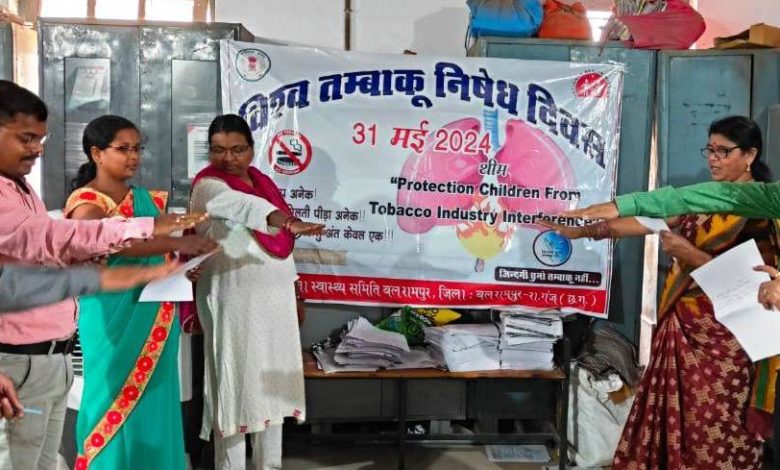 विश्व तम्बाकू निषेध दिवस
31 मई 2024
थीम
"Protection Children From
Tobacco Industry Interference
अनेक!!
पीड़ा अनेक!!
अंत केवल एक!!
जिन्दगी चुनो तम्बाकू नहीं...
स्वास्थ्य समिति बलरामपुर, जिला : बलरामपुर-रा.गंज (छ.ग.)